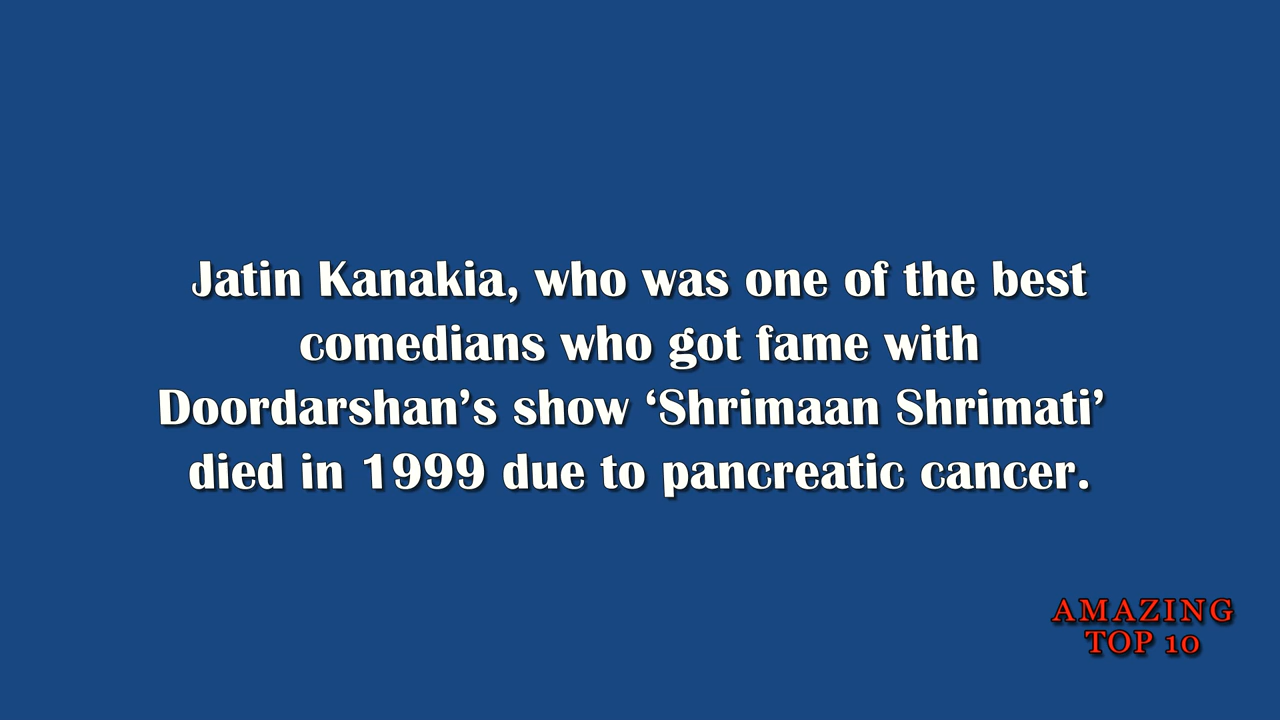 Jatin Kanakia, who was one of the best
comedians who got fame with
Doordarshan’s show ‘Shrimaan Shrimati’
died in 1999 due to pancreatic cancer.
AMAZING
TOP 10